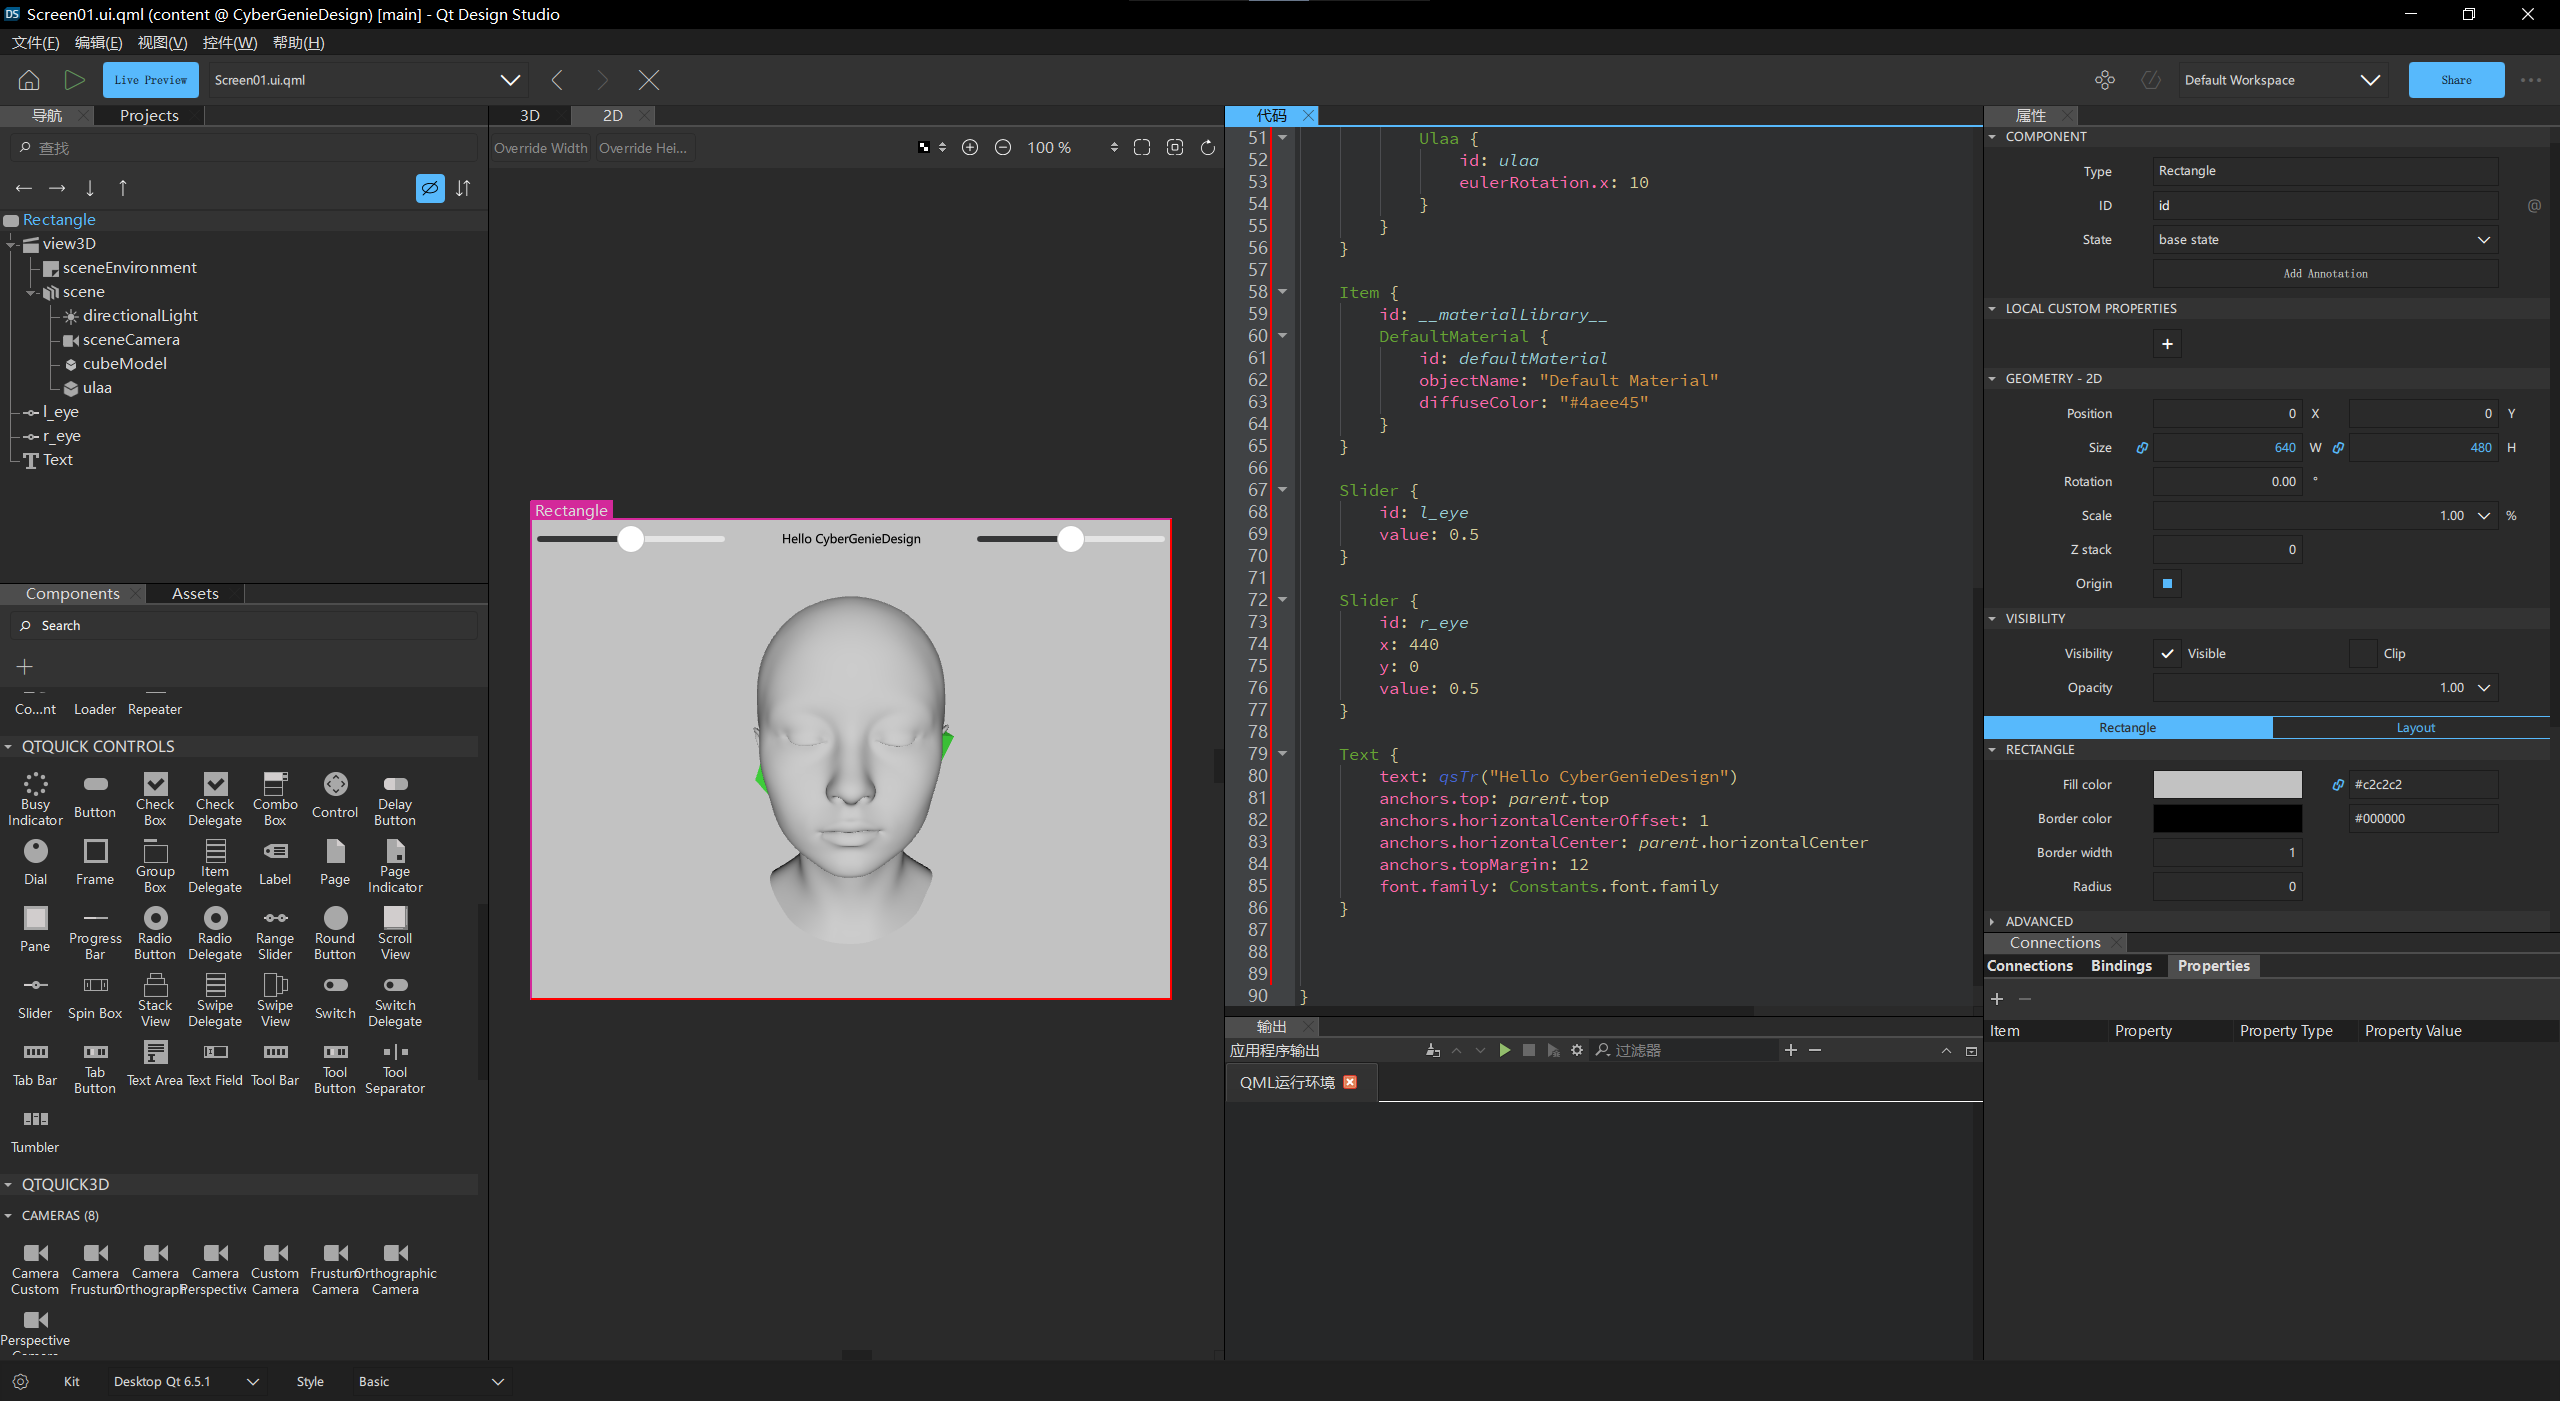 Screen01.ui.qml (content @ CyberGenieDesign) [main] - Qt Design Studio
文件(F) 编辑(E) 视图(V) 控件(W) 帮助(H)
Live Preview Screen01.ui.qml Default Workspace Share
导航 Projects
查找
Rectangle
view3D
sceneEnvironment
scene
directionalLight
sceneCamera
cubeModel
ulaa
l_eye
r_eye
Text
Components Assets
Search
Co...nt Loader Repeater
QTQUICK CONTROLS
Busy Indicator Button Check Box Check Delegate Combo Box Control Delay Button
Dial Frame Group Box Item Delegate Label Page Page Indicator
Pane Progress Bar Radio Button Radio Delegate Range Slider Round Button Scroll View
Slider Spin Box Stack View Swipe Delegate Swipe View Switch Switch Delegate
Tab Bar Tab Button Text Area Text Field Tool Bar Tool Button Tool Separator
Tumbler
QTQUICK3D
CAMERAS (8)
Camera Custom Camera Frustum Camera Orthograph Camera Perspective Custom Camera Frustum Camera Orthographic Camera
Perspective Camera
3D 2D
Override Width Override Hei... 100 %
Rectangle
Hello CyberGenieDesign
代码
51 Ulaa {
52 id: ulaa
53 eulerRotation.x: 10
54 }
55 }
56 }
57
58 Item {
59 id: __materialLibrary__
60 DefaultMaterial {
61 id: defaultMaterial
62 objectName: "Default Material"
63 diffuseColor: "#4aee45"
64 }
65 }
66
67 Slider {
68 id: l_eye
69 value: 0.5
70 }
71
72 Slider {
73 id: r_eye
74 x: 440
75 y: 0
76 value: 0.5
77 }
78
79 Text {
80 text: qsTr("Hello CyberGenieDesign")
81 anchors.top: parent.top
82 anchors.horizontalCenterOffset: 1
83 anchors.horizontalCenter: parent.horizontalCenter
84 anchors.topMargin: 12
85 font.family: Constants.font.family
86 }
87
88
89
90 }
输出
应用程序输出 过滤器
QML运行环境
属性
COMPONENT
Type Rectangle
ID id @
State base state
Add Annotation
LOCAL CUSTOM PROPERTIES
+
GEOMETRY - 2D
Position 0 X 0 Y
Size 640 W 480 H
Rotation 0.00 °
Scale 1.00 %
Z stack 0
Origin
VISIBILITY
Visibility Visible Clip
Opacity 1.00
Rectangle Layout
RECTANGLE
Fill color #c2c2c2
Border color #000000
Border width 1
Radius 0
ADVANCED
Connections
Connections Bindings Properties
Item Property Property Type Property Value
Kit Desktop Qt 6.5.1 Style Basic